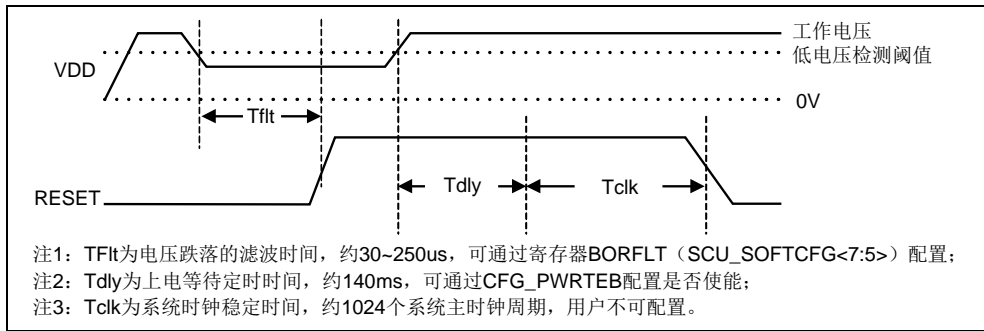 工作电压
低电压检测阈值
VDD
0V
Tflt
Tdly
Tclk
RESET
注1：TFlt为电压跌落的滤波时间，约30~250us，可通过寄存器BORFLT（SCU_SOFTCFG<7:5>）配置；
注2：Tdly为上电等待定时时间，约140ms，可通过CFG_PWRTEB配置是否使能；
注3：Tclk为系统时钟稳定时间，约1024个系统主时钟周期，用户不可配置。